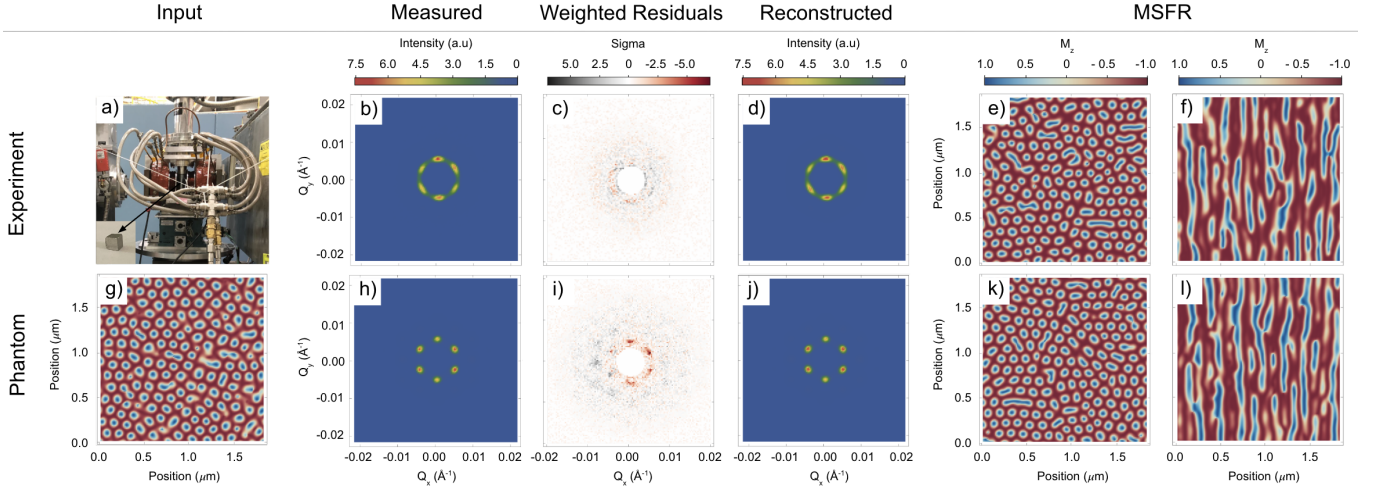 Input
Measured
Weighted Residuals
Reconstructed
MSFR
Intensity (a.u)
Sigma
Intensity (a.u)
M_z
M_z
7.5 6.0 4.5 3.0 1.5 0
5.0 2.5 0 -2.5 -5.0
7.5 6.0 4.5 3.0 1.5 0
1.0 0.5 0 -0.5 -1.0
1.0 0.5 0 -0.5 -1.0
Experiment
a)
b)
0.02
0.01
0.00
-0.01
-0.02
Q_y (Å⁻¹)
c)
d)
e)
1.5
1.0
0.5
0.0
Position (μm)
f)
Phantom
g)
1.5
1.0
0.5
0.0
Position (μm)
0.0 0.5 1.0 1.5
Position (μm)
h)
0.02
0.01
0.00
-0.01
-0.02
Q_y (Å⁻¹)
-0.02 -0.01 0.00 0.01 0.02
Q_x (Å⁻¹)
i)
-0.02 -0.01 0.00 0.01 0.02
Q_x (Å⁻¹)
j)
-0.02 -0.01 0.00 0.01 0.02
Q_x (Å⁻¹)
k)
1.5
1.0
0.5
0.0
Position (μm)
0.0 0.5 1.0 1.5
Position (μm)
l)
0.0 0.5 1.0 1.5
Position (μm)